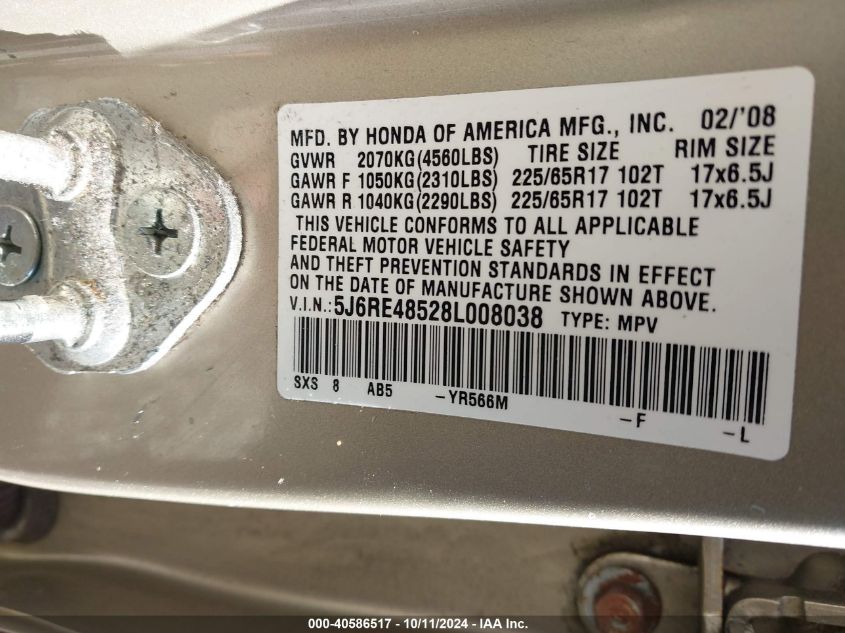 MFD. BY HONDA OF AMERICA MFG., INC. 02/'08
GVWR 2070KG(4560LBS) TIRE SIZE RIM SIZE
GAWR F 1050KG(2310LBS) 225/65R17 102T 17x6.5J
GAWR R 1040KG(2290LBS) 225/65R17 102T 17x6.5J
THIS VEHICLE CONFORMS TO ALL APPLICABLE
FEDERAL MOTOR VEHICLE SAFETY
AND THEFT PREVENTION STANDARDS IN EFFECT
ON THE DATE OF MANUFACTURE SHOWN ABOVE.
V.I.N.:5J6RE48528L008038 TYPE: MPV
SXS 8 AB5 -YR566M -F -L
000-40586517 - 10/11/2024 - IAA Inc.